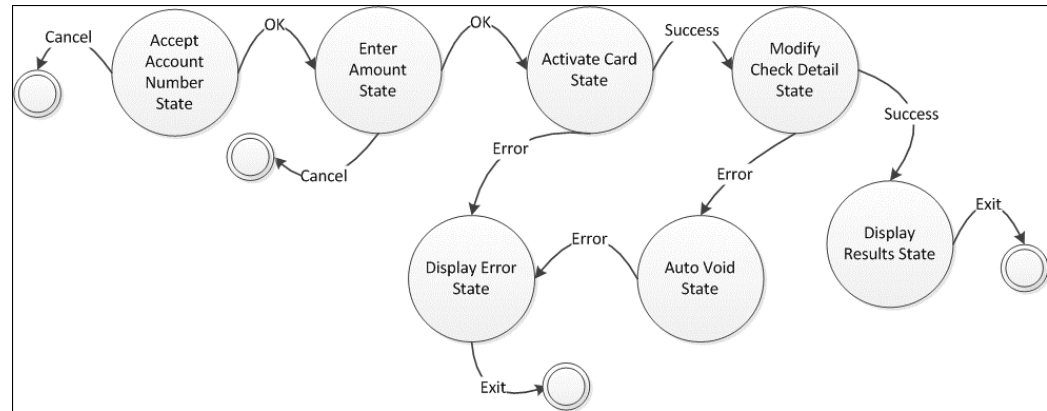 Cancel
Accept
Account
Number
State
OK
Enter
Amount
State
OK
Activate Card
State
Success
Modify
Check Detail
State
Success
Cancel
Error
Error
Display Error
State
Error
Auto Void
State
Display
Results State
Exit
Exit